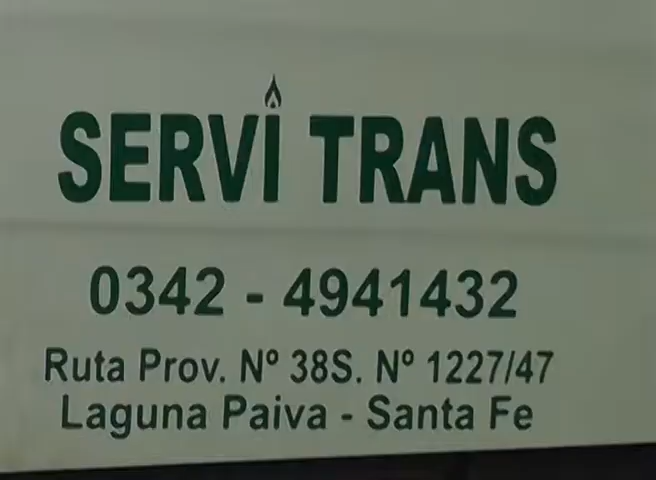 SERVI TRANS
0342 - 4941432
Ruta Prov. Nº 38S. Nº 1227/47
Laguna Paiva - Santa Fe